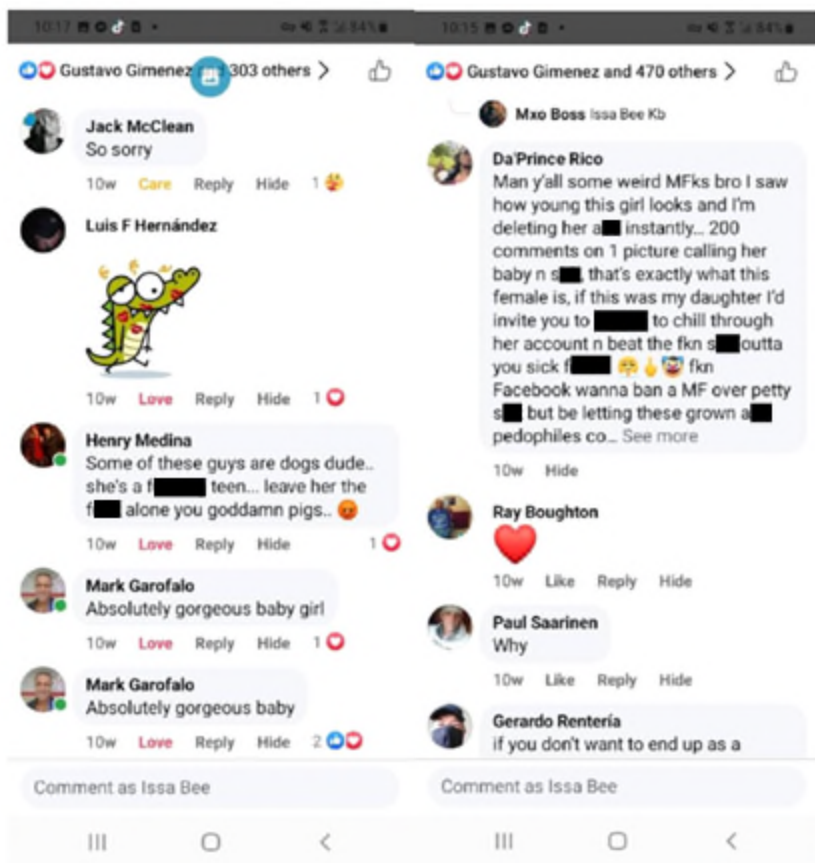 10:17
84%
Gustavo Gimenez and 303 others >
Jack McClean
So sorry
10w Care Reply Hide 1
Luis F Hernández
10w Love Reply Hide 1
Henry Medina
Some of these guys are dogs dude..
she's a f teen... leave her the
f alone you goddamn pigs.. 😡
10w Love Reply Hide 1
Mark Garofalo
Absolutely gorgeous baby girl
10w Love Reply Hide 1
Mark Garofalo
Absolutely gorgeous baby
10w Love Reply Hide 2
Comment as Issa Bee
10:15
84%
Gustavo Gimenez and 470 others >
Mxo Boss Issa Bee Kb
Da'Prince Rico
Man y'all some weird MFks bro I saw
how young this girl looks and I'm
deleting her a instantly... 200
comments on 1 picture calling her
baby n s, that's exactly what this
female is, if this was my daughter I'd
invite you to to chill through
her account n beat the fkn s outta
you sick f 😤🖕🤡 fkn
Facebook wanna ban a MF over petty
s but be letting these grown a
pedophiles co... See more
10w Hide
Ray Boughton
10w Like Reply Hide
Paul Saarinen
Why
10w Like Reply Hide
Gerardo Rentería
if you don't want to end up as a
Comment as Issa Bee